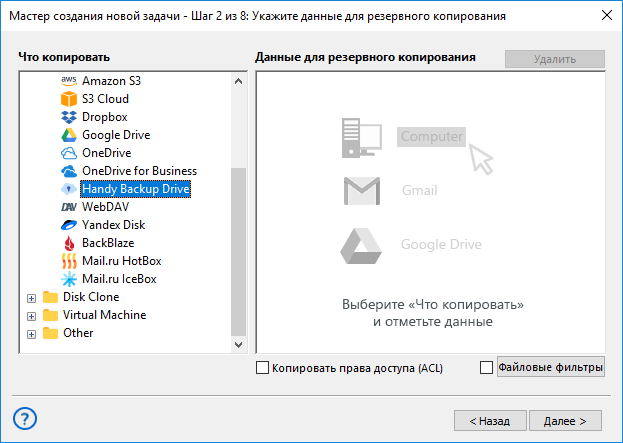 Мастер создания новой задачи - Шаг 2 из 8: Укажите данные для резервного копирования
Что копировать
Данные для резервного копирования
Удалить
aws Amazon S3
S3 Cloud
Dropbox
Google Drive
OneDrive
OneDrive for Business
Handy Backup Drive
DAV WebDAV
Yandex Disk
BackBlaze
Mail.ru HotBox
Mail.ru IceBox
Disk Clone
Virtual Machine
Other
Computer
Gmail
Google Drive
Выберите «Что копировать»
и отметьте данные
Копировать права доступа (ACL)
Файловые фильтры
?
< Назад
Далее >